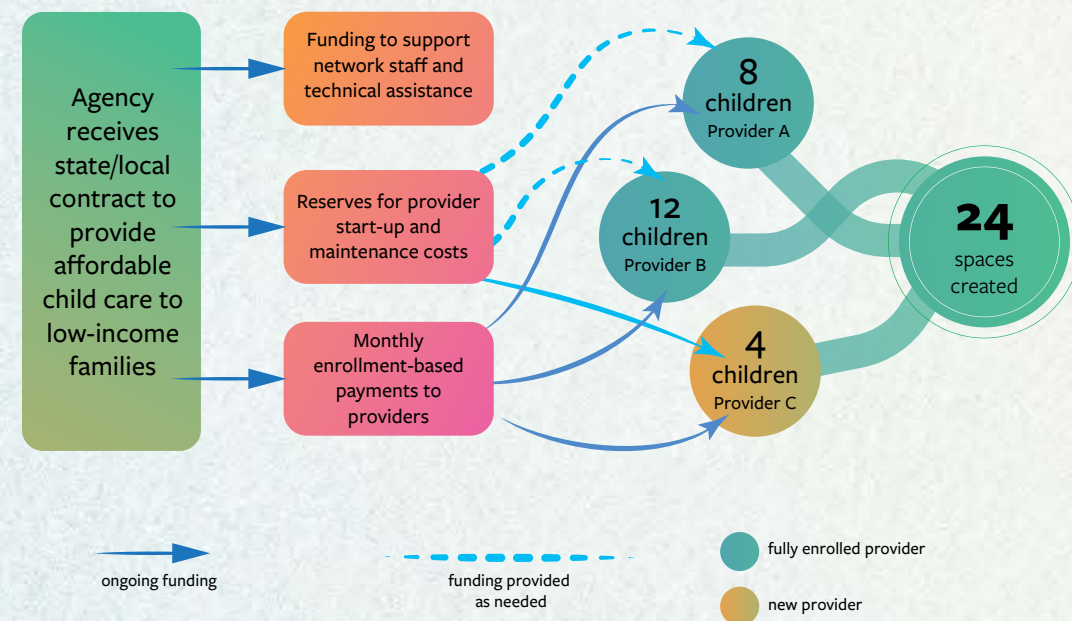 Agency
receives
state/local
contract to
provide
affordable
child care to
low-income
families
Funding to support
network staff and
technical assistance
Reserves for provider
start-up and
maintenance costs
Monthly
enrollment-based
payments to
providers
8
children
Provider A
12
children
Provider B
4
children
Provider C
24
spaces
created
ongoing funding
funding provided
as needed
fully enrolled provider
new provider